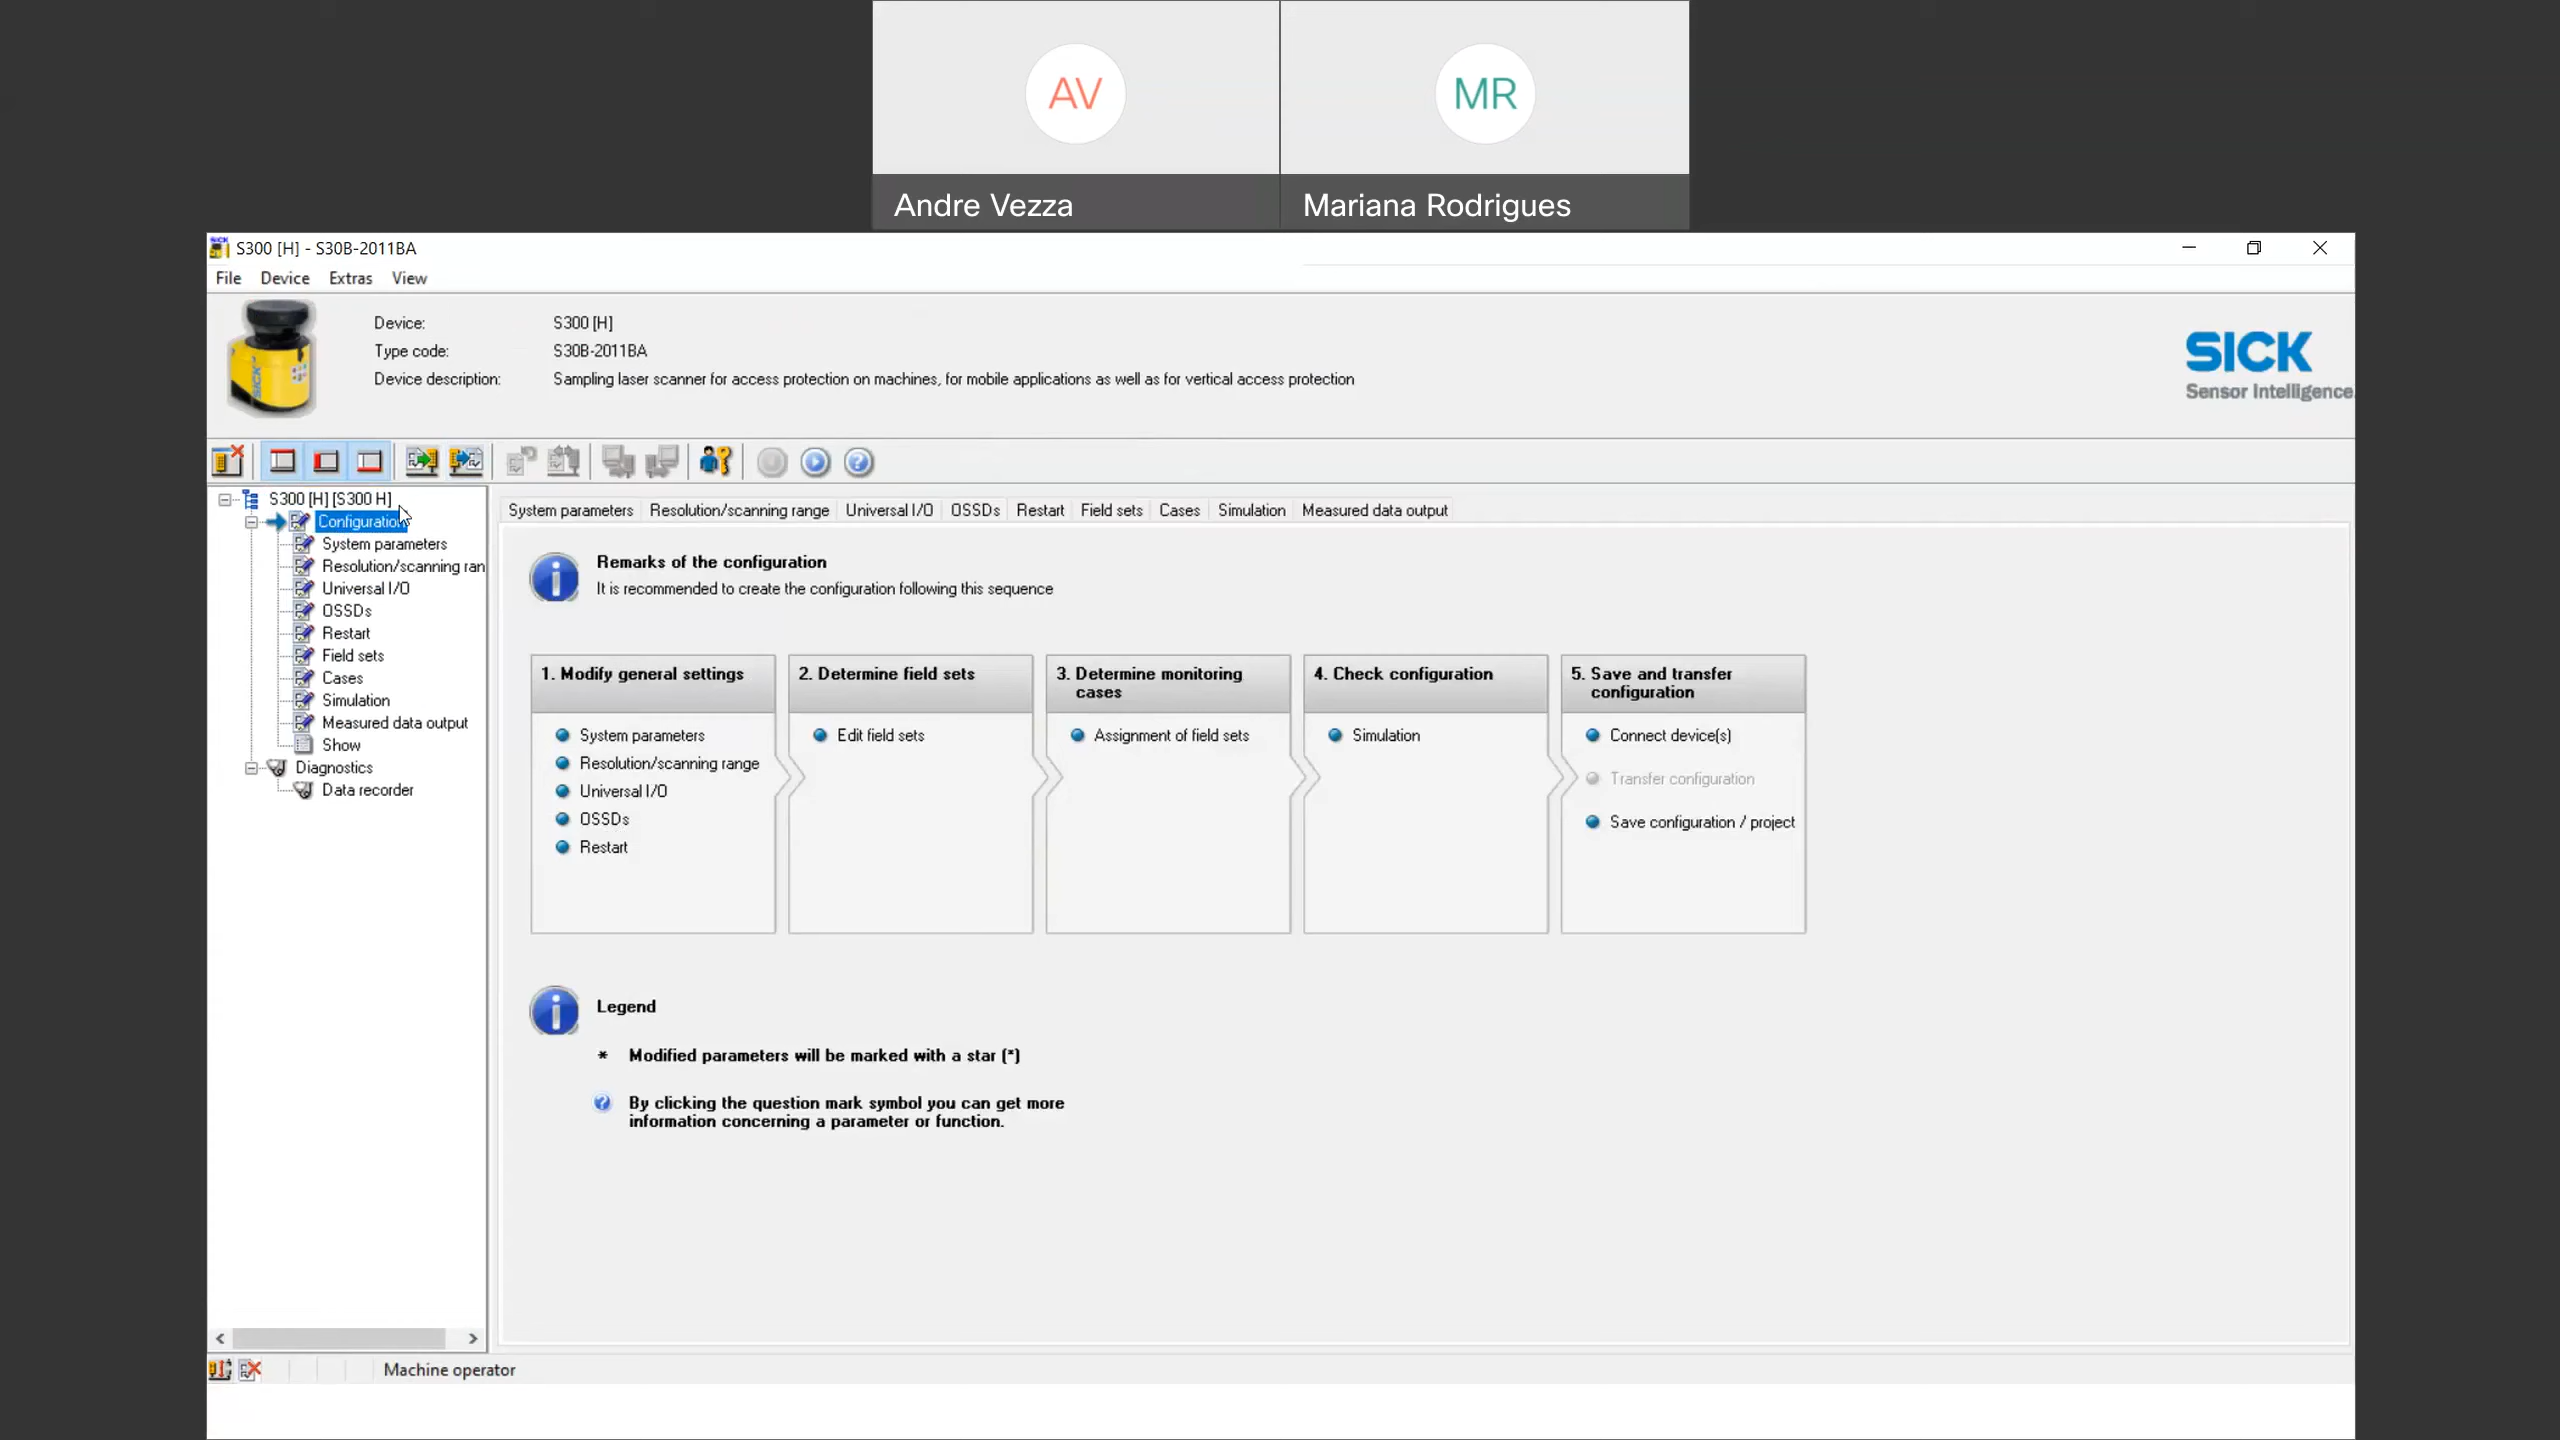 AV
MR
Andre Vezza
Mariana Rodrigues
S300 [H] - S30B-2011BA
File Device Extras View
Device: S300 [H]
Type code: S30B-2011BA
Device description: Sampling laser scanner for access protection on machines, for mobile applications as well as for vertical access protection
SICK
Sensor Intelligence.
S300 [H] [S300 H]
Configuration
System parameters
Resolution/scanning ran
Universal I/O
OSSDs
Restart
Field sets
Cases
Simulation
Measured data output
Show
Diagnostics
Data recorder
System parameters Resolution/scanning range Universal I/O OSSDs Restart Field sets Cases Simulation Measured data output
Remarks of the configuration
It is recommended to create the configuration following this sequence
1. Modify general settings
System parameters
Resolution/scanning range
Universal I/O
OSSDs
Restart
2. Determine field sets
Edit field sets
3. Determine monitoring
cases
Assignment of field sets
4. Check configuration
Simulation
5. Save and transfer
configuration
Connect device(s)
Transfer configuration
Save configuration / project
Legend
* Modified parameters will be marked with a star (*)
? By clicking the question mark symbol you can get more
information concerning a parameter or function.
Machine operator